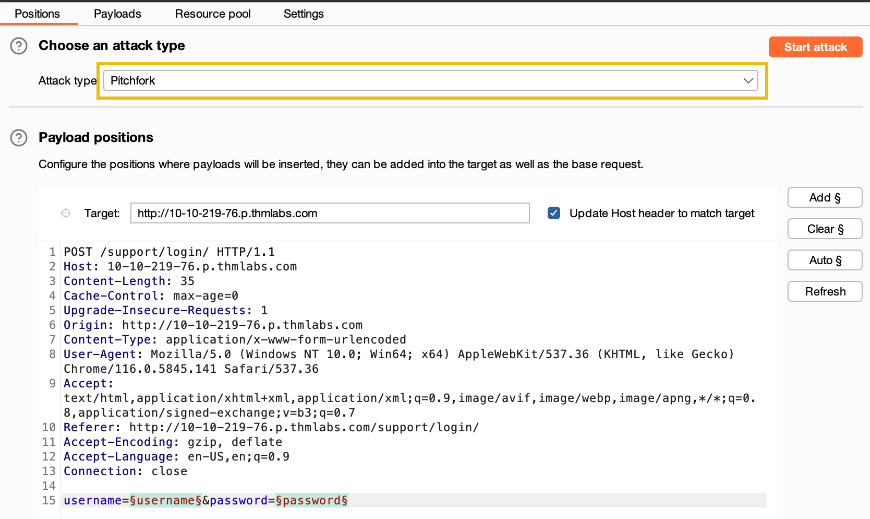 Positions Payloads Resource pool Settings
? Choose an attack type Start attack
Attack type: Pitchfork
? Payload positions
Configure the positions where payloads will be inserted, they can be added into the target as well as the base request.
Target: http://10-10-219-76.p.thmlabs.com Update Host header to match target
Add §
Clear §
Auto §
Refresh
1 POST /support/login/ HTTP/1.1
2 Host: 10-10-219-76.p.thmlabs.com
3 Content-Length: 35
4 Cache-Control: max-age=0
5 Upgrade-Insecure-Requests: 1
6 Origin: http://10-10-219-76.p.thmlabs.com
7 Content-Type: application/x-www-form-urlencoded
8 User-Agent: Mozilla/5.0 (Windows NT 10.0; Win64; x64) AppleWebKit/537.36 (KHTML, like Gecko)
Chrome/116.0.5845.141 Safari/537.36
9 Accept:
text/html,application/xhtml+xml,application/xml;q=0.9,image/avif,image/webp,image/apng,*/*;q=0.
8,application/signed-exchange;v=b3;q=0.7
10 Referer: http://10-10-219-76.p.thmlabs.com/support/login/
11 Accept-Encoding: gzip, deflate
12 Accept-Language: en-US,en;q=0.9
13 Connection: close
14
15 username=§username§&password=§password§